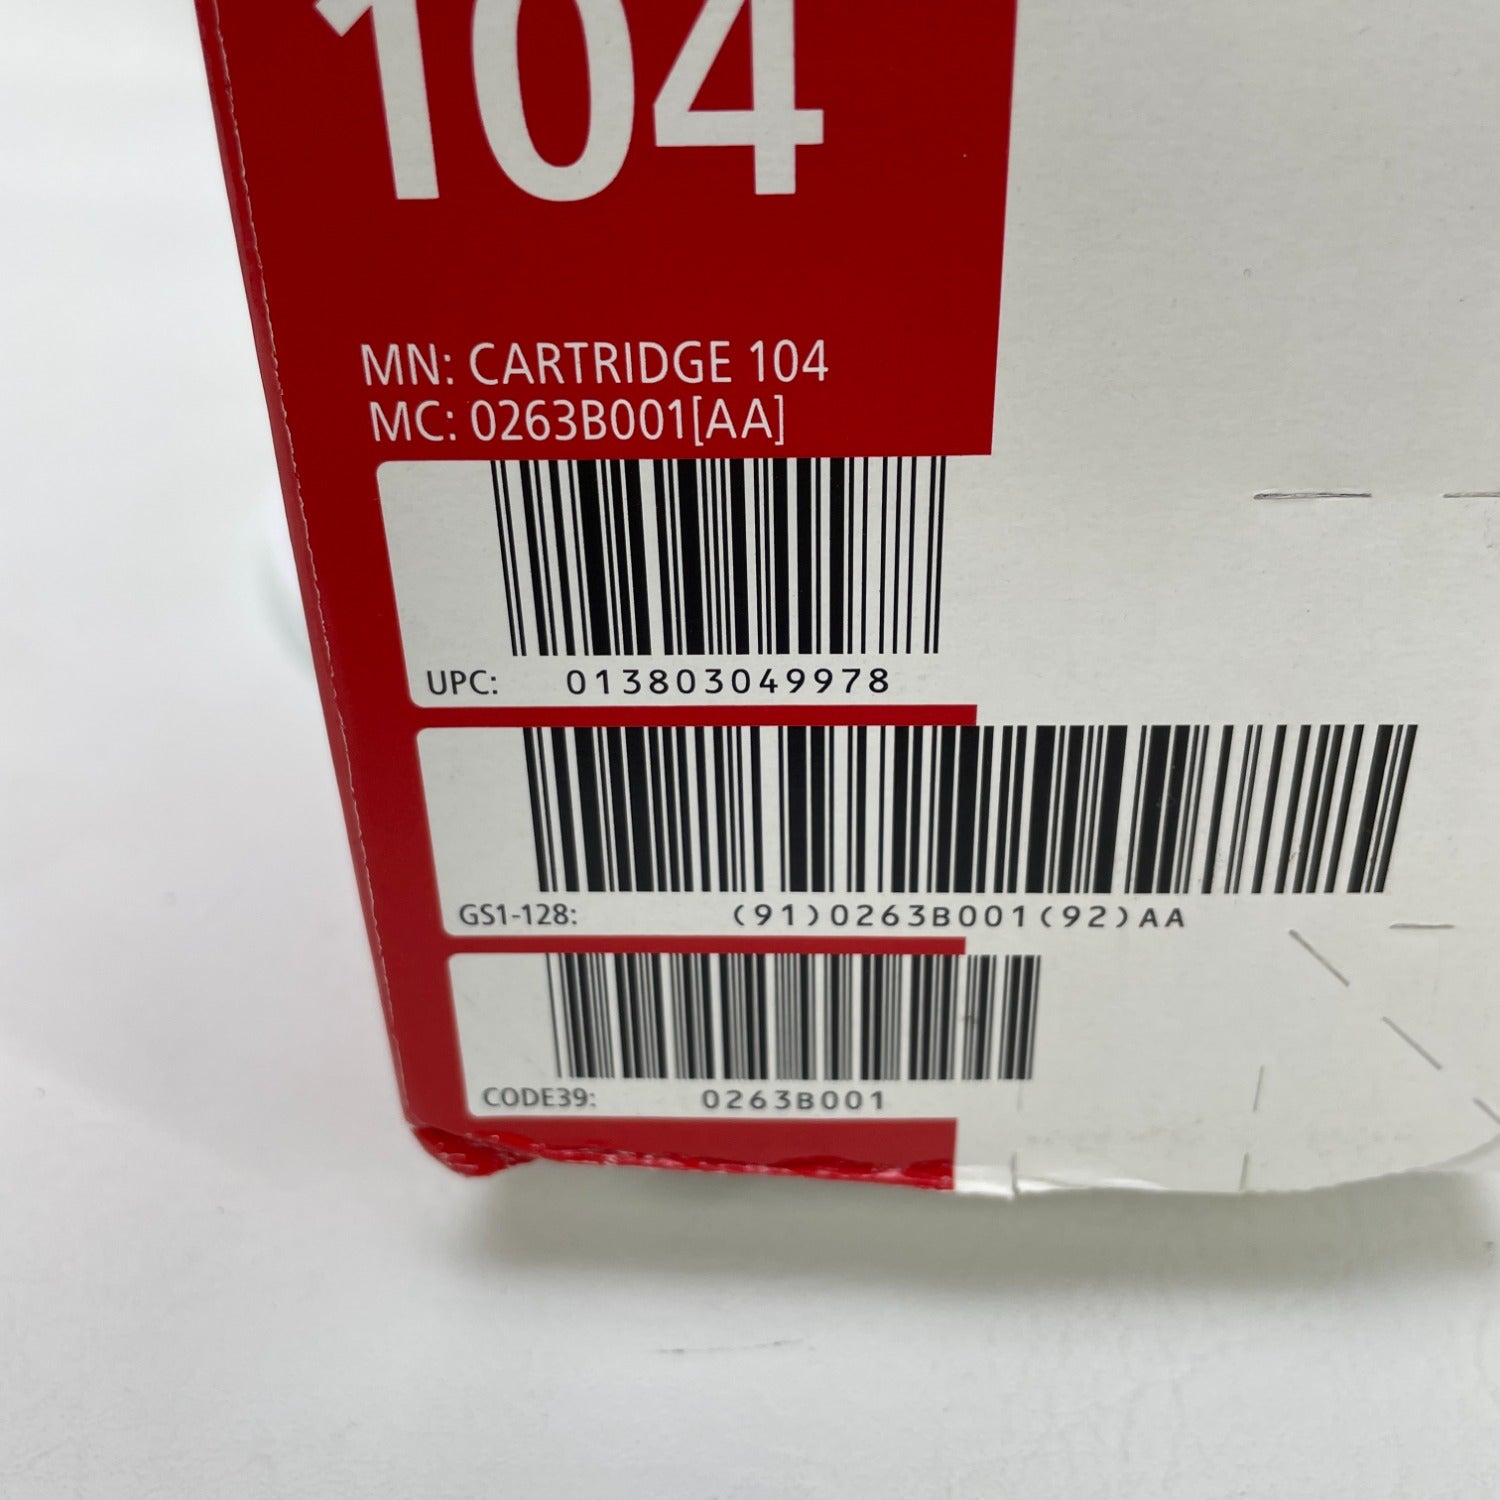 104
MN: CARTRIDGE 104
MC: 0263B001[AA]
UPC: 013803049978
GS1-128: (91)0263B001(92)AA
CODE39: 0263B001